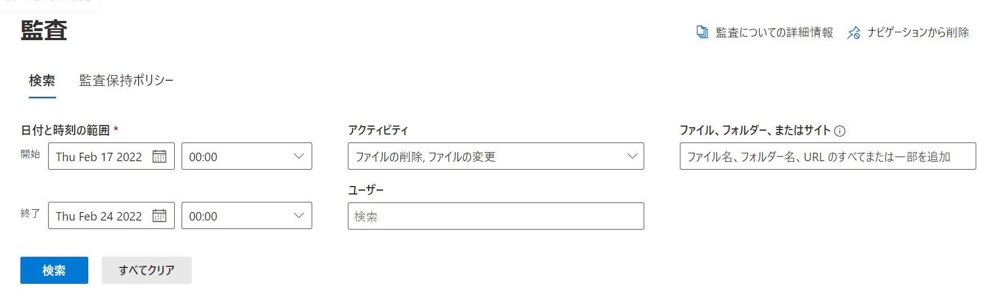 監査
監査についての詳細情報
ナビゲーションから削除
検索
監査保持ポリシー
日付と時刻の範囲 *
開始
Thu Feb 17 2022
00:00
終了
Thu Feb 24 2022
00:00
アクティビティ
ファイルの削除, ファイルの変更
ユーザー
検索
ファイル、フォルダー、またはサイト
ファイル名、フォルダー名、URL のすべてまたは一部を追加
検索
すべてクリア